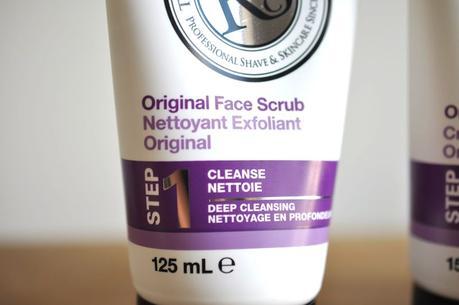 PROFESSIONAL SHAVE & SKINCARE SINCE
Original Face Scrub
Nettoyant Exfoliant
Original
STEP 1
CLEANSE
NETTOIE
DEEP CLEANSING
NETTOYAGE EN PROFONDEUR
125 mL ℮